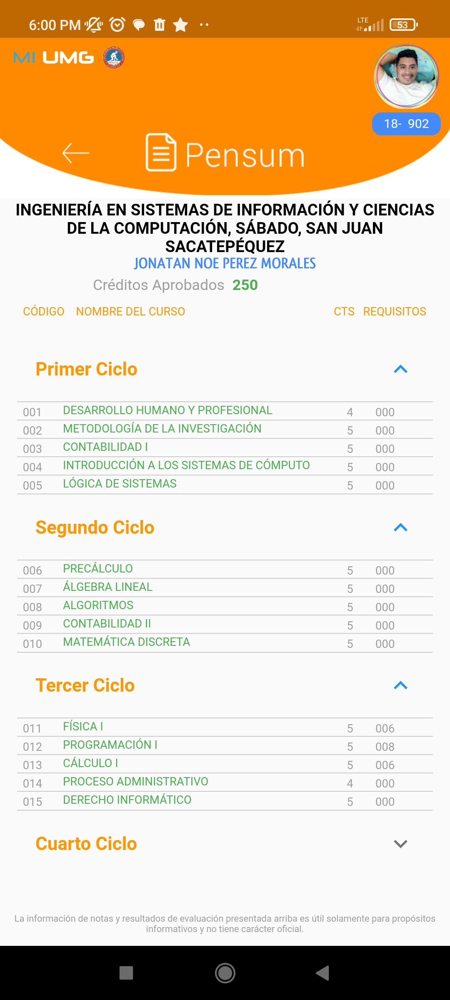 6:00 PM
LTE
53
MI UMG
18- 902
Pensum
INGENIERÍA EN SISTEMAS DE INFORMACIÓN Y CIENCIAS
DE LA COMPUTACIÓN, SÁBADO, SAN JUAN
SACATEPÉQUEZ
JONATAN NOE PEREZ MORALES
Créditos Aprobados 250
CÓDIGO NOMBRE DEL CURSO CTS REQUISITOS
Primer Ciclo
001 DESARROLLO HUMANO Y PROFESIONAL 4 000
002 METODOLOGÍA DE LA INVESTIGACIÓN 5 000
003 CONTABILIDAD I 5 000
004 INTRODUCCIÓN A LOS SISTEMAS DE CÓMPUTO 5 000
005 LÓGICA DE SISTEMAS 5 000
Segundo Ciclo
006 PRECÁLCULO 5 000
007 ÁLGEBRA LINEAL 5 000
008 ALGORITMOS 5 000
009 CONTABILIDAD II 5 000
010 MATEMÁTICA DISCRETA 5 000
Tercer Ciclo
011 FÍSICA I 5 006
012 PROGRAMACIÓN I 5 008
013 CÁLCULO I 5 006
014 PROCESO ADMINISTRATIVO 4 000
015 DERECHO INFORMÁTICO 5 000
Cuarto Ciclo
La información de notas y resultados de evaluación presentada arriba es útil solamente para propósitos
informativos y no tiene carácter oficial.